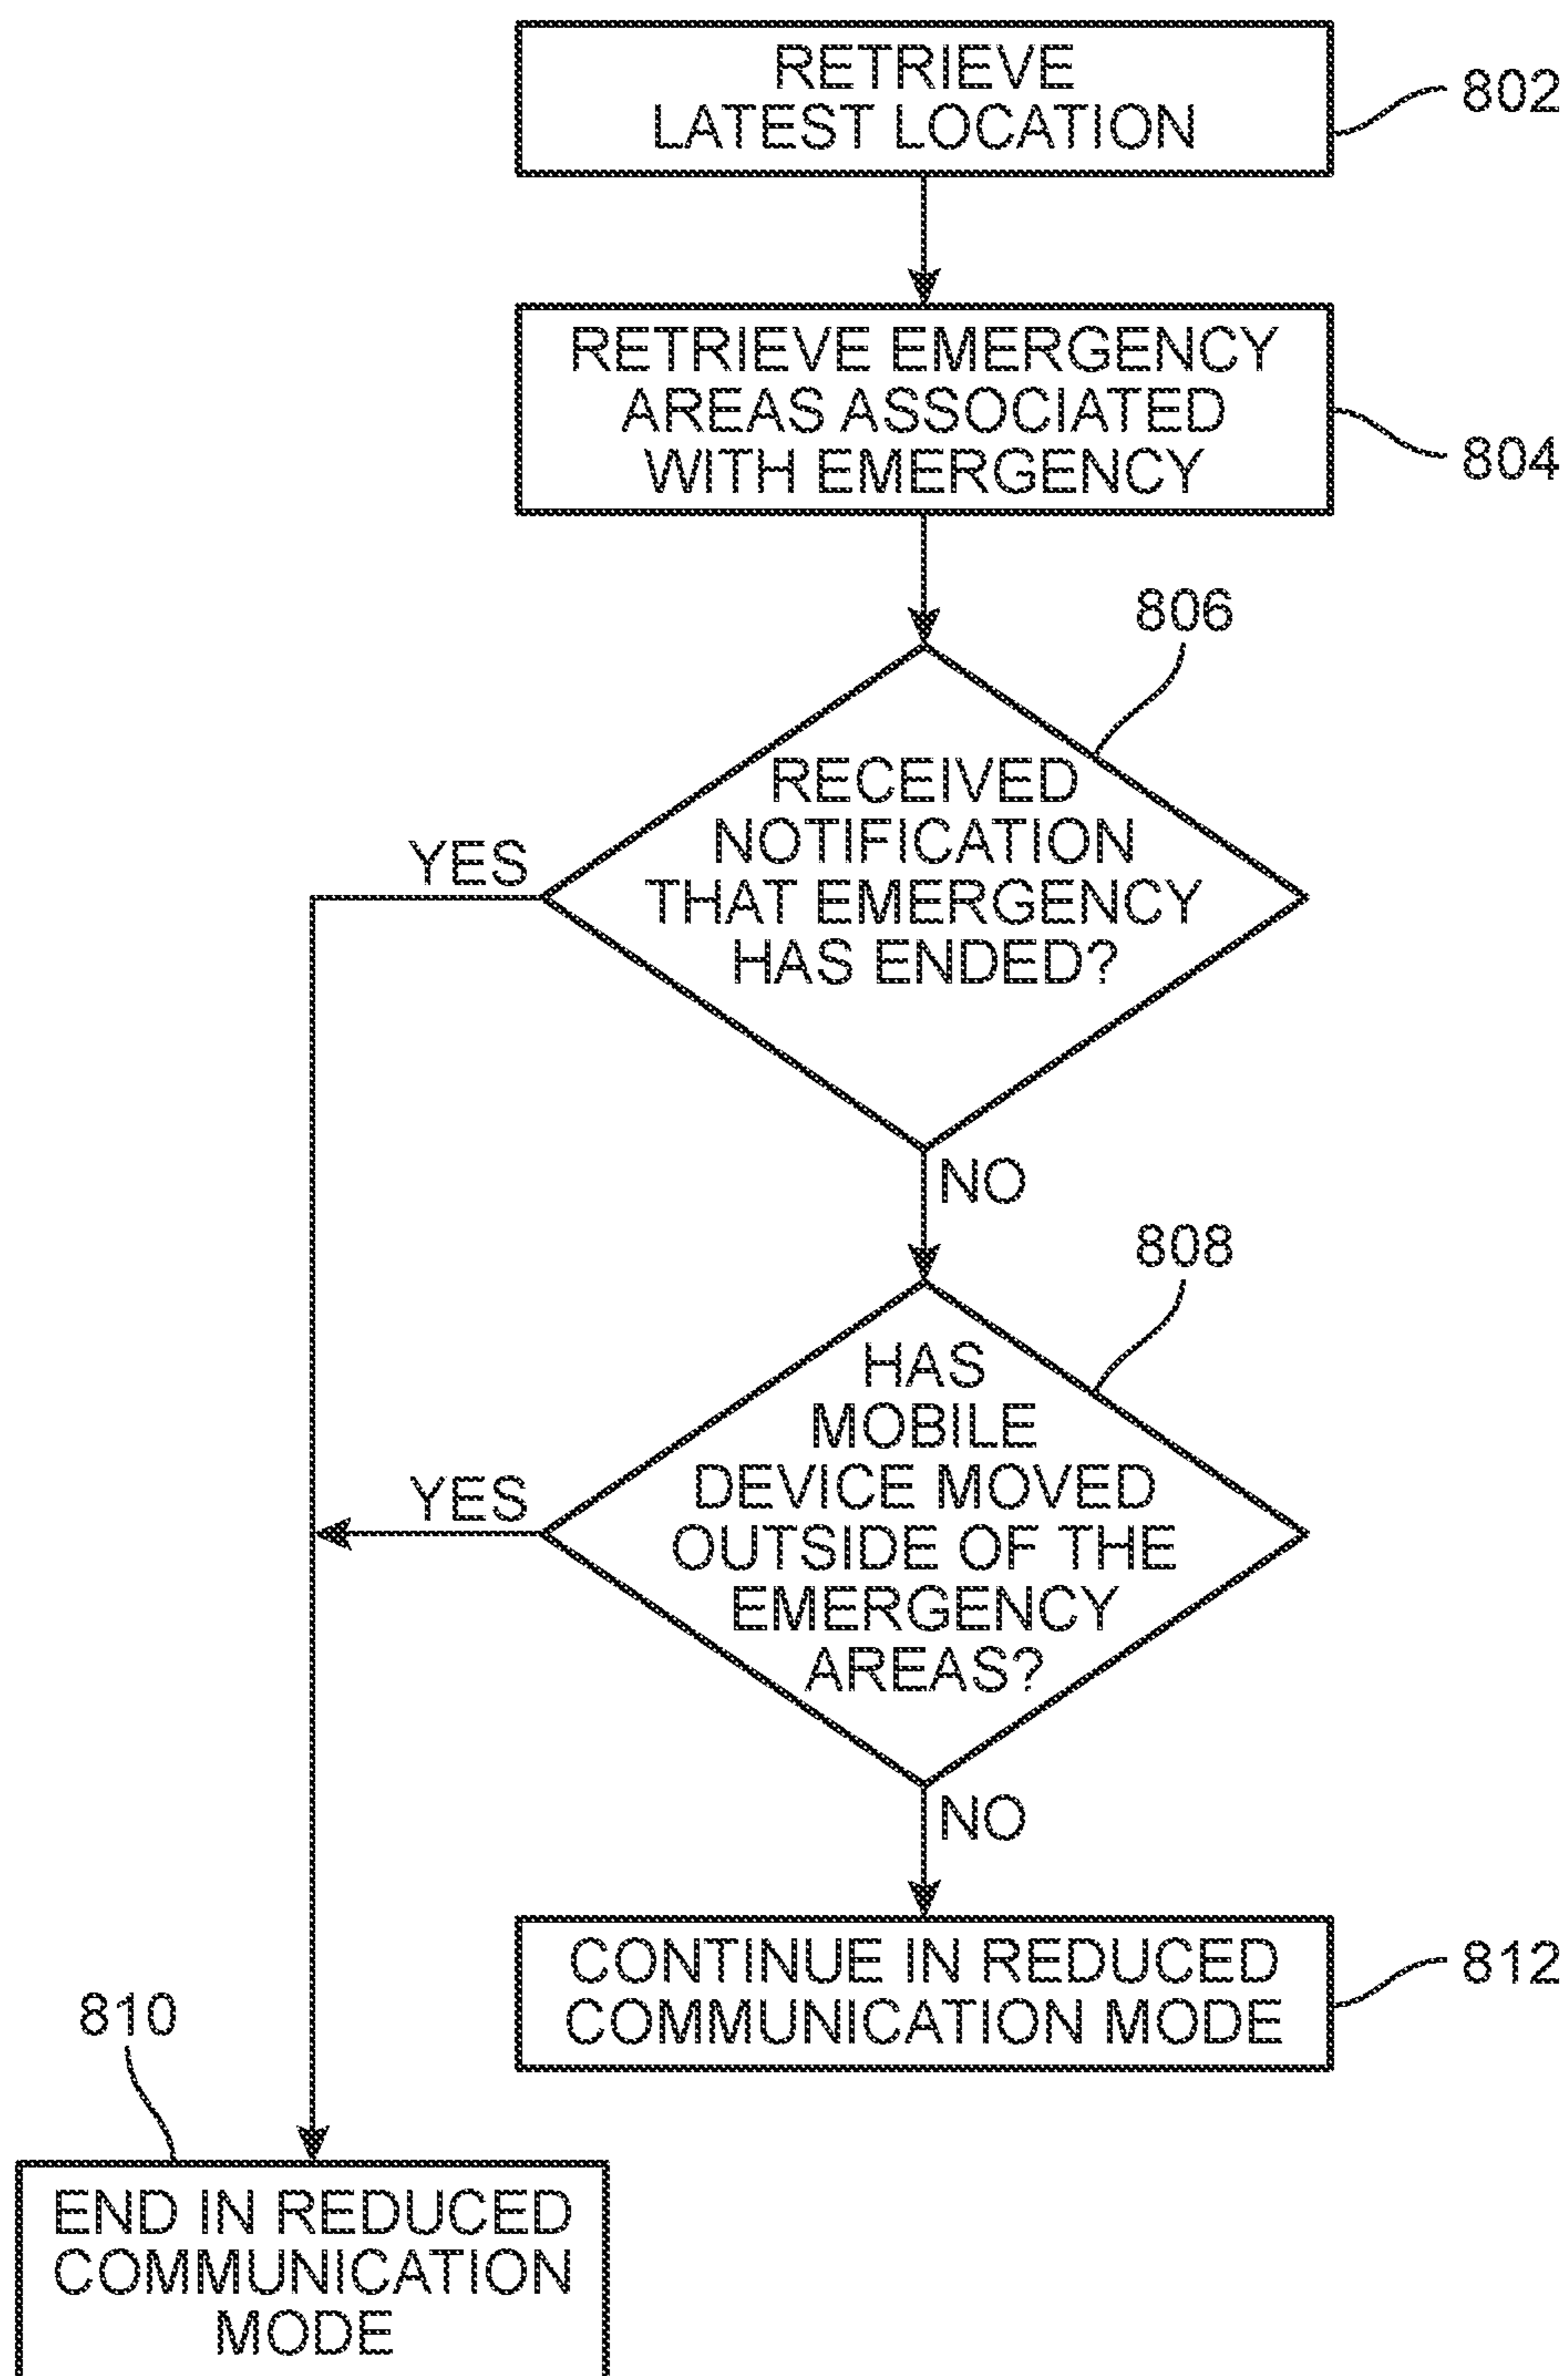 RETRIEVE
LATEST LOCATION
802
RETRIEVE EMERGENCY
AREAS ASSOCIATED
WITH EMERGENCY
804
806
RECEIVED
NOTIFICATION
THAT EMERGENCY
HAS ENDED?
YES
NO
808
HAS
MOBILE
DEVICE MOVED
OUTSIDE OF THE
EMERGENCY
AREAS?
YES
NO
CONTINUE IN REDUCED
COMMUNICATION MODE
812
810
END IN REDUCED
COMMUNICATION
MODE